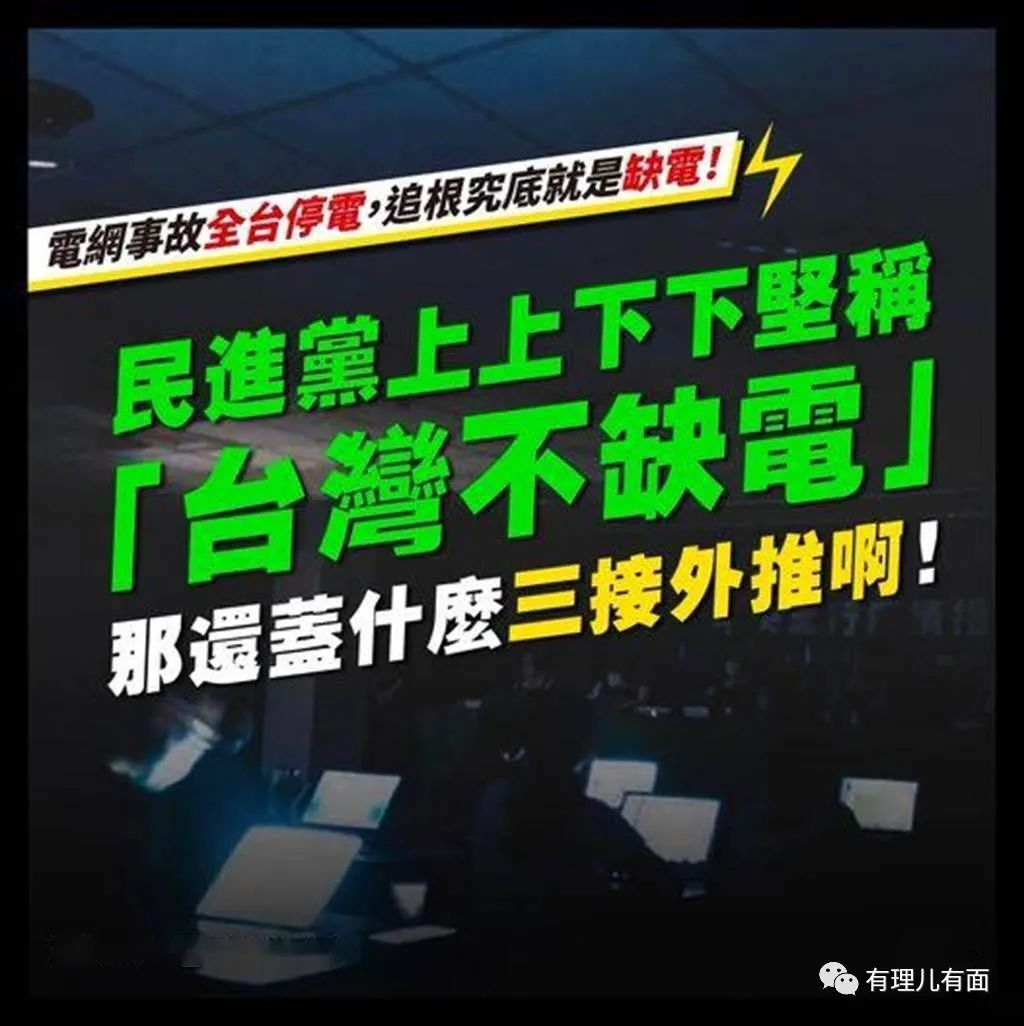 電網事故全台停電,追根究底就是缺電!
民進黨上上下下堅稱
「台灣不缺電」
那還蓋什麼三接外推啊!
有理儿有面